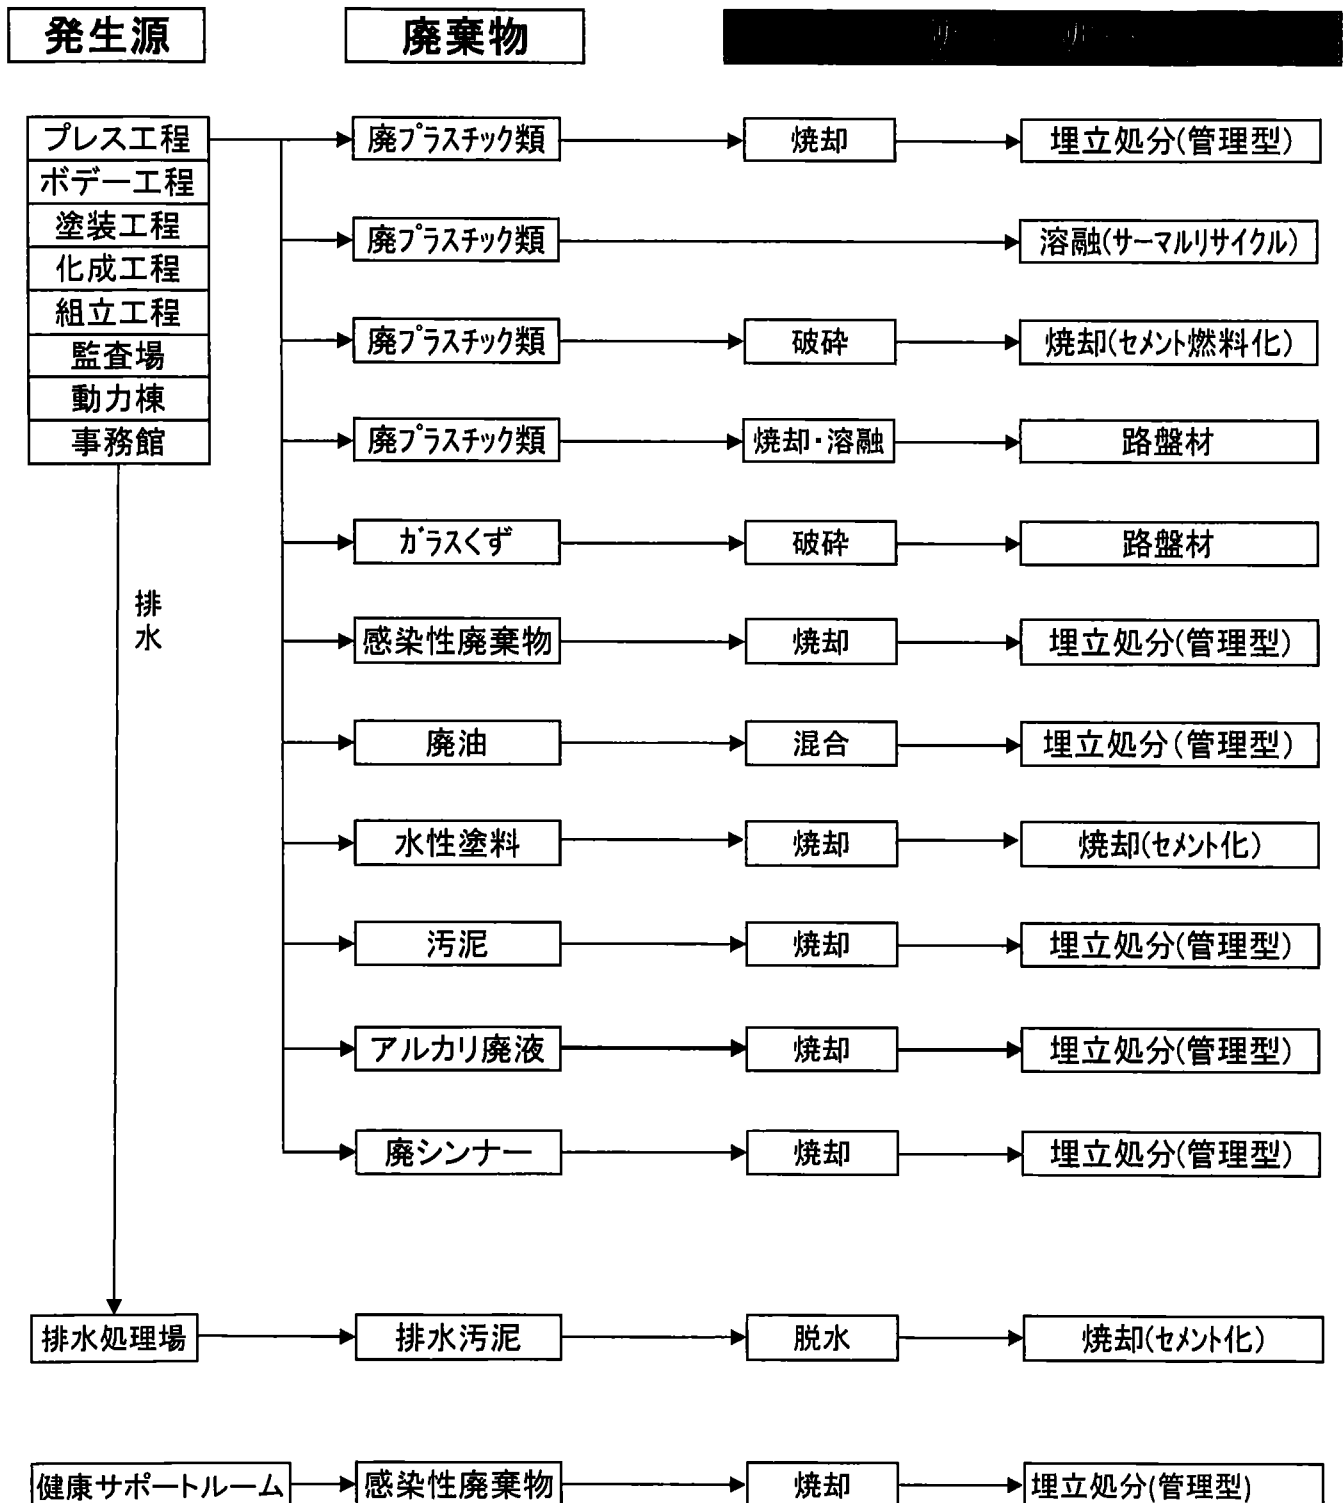 発生源
廃棄物
プレス工程
廃プラスチック類
焼却
埋立処分(管理型)
ボデー工程
塗装工程
化成工程
組立工程
監査場
動力棟
事務館
廃プラスチック類
溶融(サーマルリサイクル)
廃プラスチック類
破砕
焼却(セメント燃料化)
廃プラスチック類
焼却・溶融
路盤材
ガラスくず
破砕
路盤材
排水
感染性廃棄物
焼却
埋立処分(管理型)
廃油
混合
埋立処分(管理型)
水性塗料
焼却
焼却(セメント化)
汚泥
焼却
埋立処分(管理型)
アルカリ廃液
焼却
埋立処分(管理型)
廃シンナー
焼却
埋立処分(管理型)
排水処理場
排水汚泥
脱水
焼却(セメント化)
健康サポートルーム
感染性廃棄物
焼却
埋立処分(管理型)